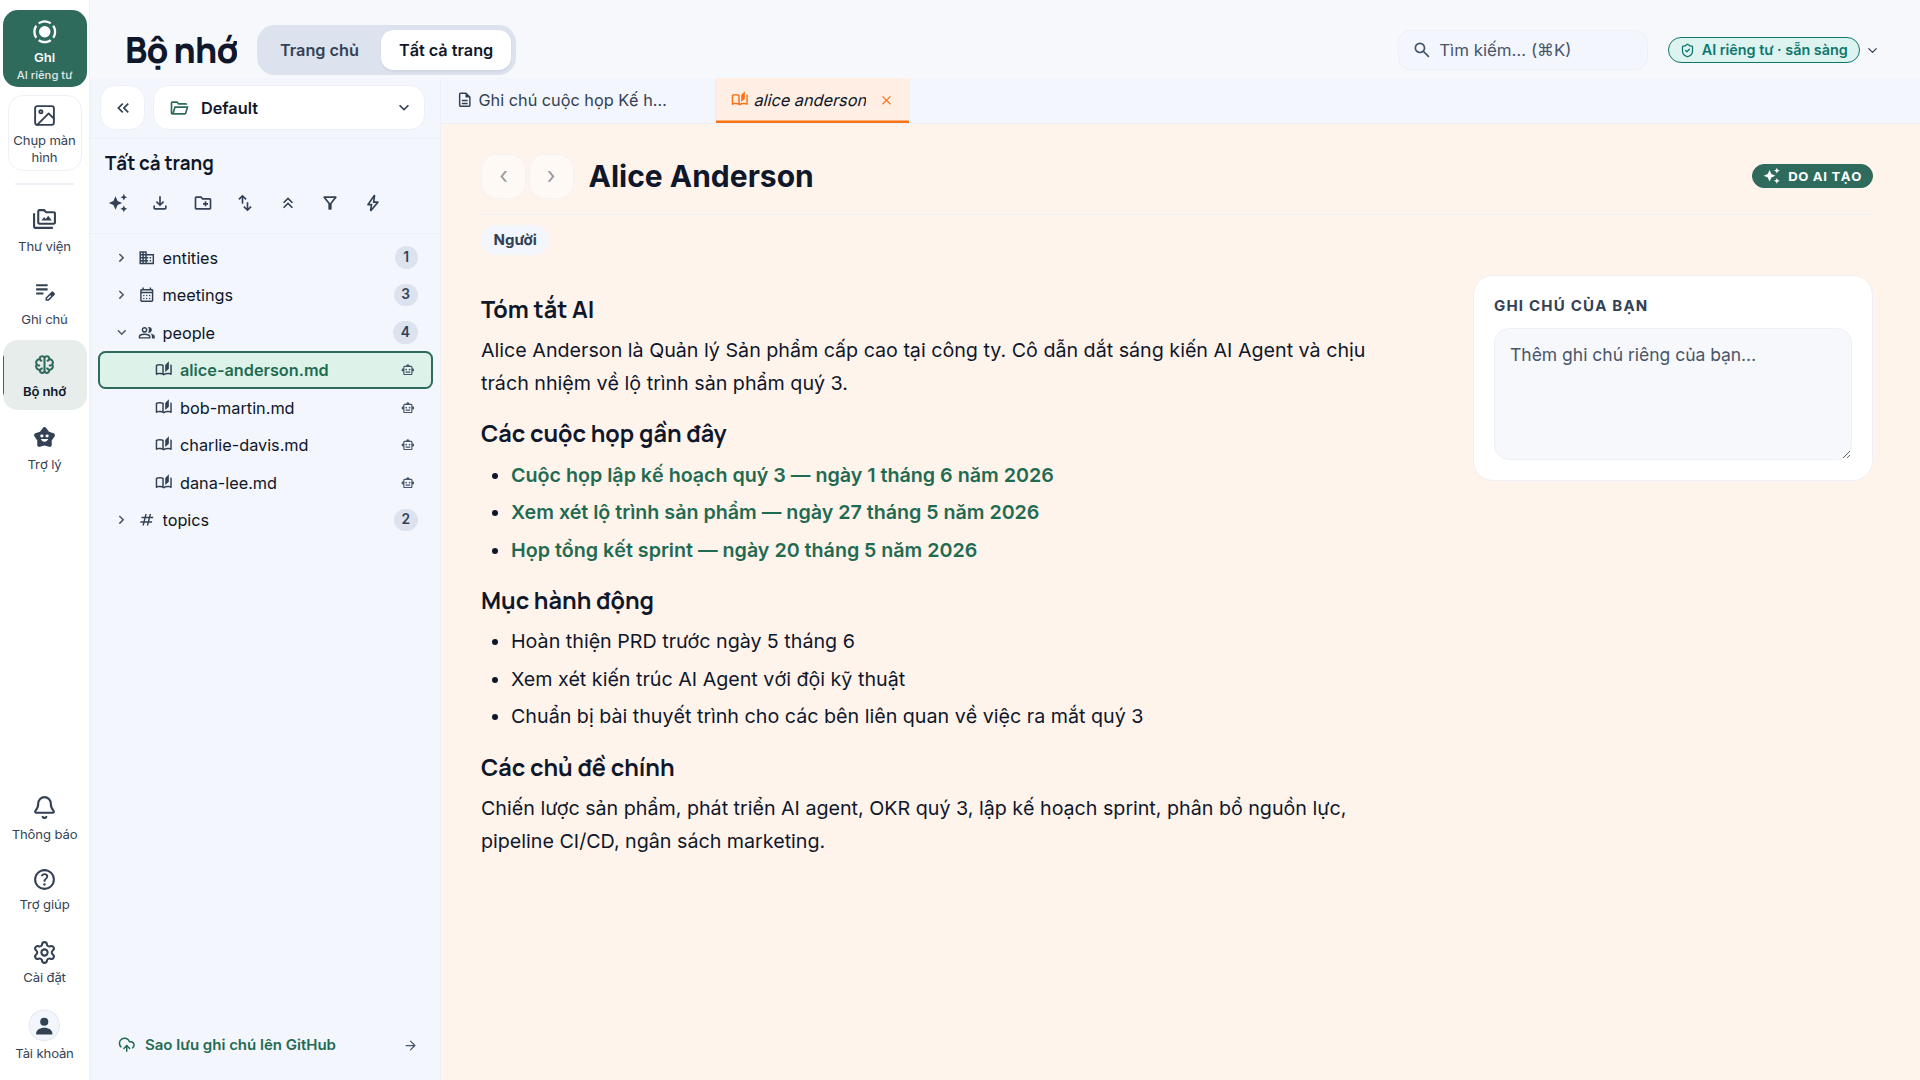 Ghi
AI riêng tư
Chụp màn
hình
Thư viện
Ghi chú
Bộ nhớ
Trợ lý
Thông báo
Trợ giúp
Cài đặt
Tài khoản
Bộ nhớ
Trang chủ
Tất cả trang
Tìm kiếm... (⌘K)
AI riêng tư · sẵn sàng
Default
Tất cả trang
entities 1
meetings 3
people 4
alice-anderson.md
bob-martin.md
charlie-davis.md
dana-lee.md
topics 2
Sao lưu ghi chú lên GitHub
Ghi chú cuộc họp Kế h...
alice anderson
Alice Anderson
DO AI TẠO
Người
Tóm tắt AI
Alice Anderson là Quản lý Sản phẩm cấp cao tại công ty. Cô dẫn dắt sáng kiến AI Agent và chịu
trách nhiệm về lộ trình sản phẩm quý 3.
Các cuộc họp gần đây
Cuộc họp lập kế hoạch quý 3 — ngày 1 tháng 6 năm 2026
Xem xét lộ trình sản phẩm — ngày 27 tháng 5 năm 2026
Họp tổng kết sprint — ngày 20 tháng 5 năm 2026
Mục hành động
Hoàn thiện PRD trước ngày 5 tháng 6
Xem xét kiến trúc AI Agent với đội kỹ thuật
Chuẩn bị bài thuyết trình cho các bên liên quan về việc ra mắt quý 3
Các chủ đề chính
Chiến lược sản phẩm, phát triển AI agent, OKR quý 3, lập kế hoạch sprint, phân bổ nguồn lực,
pipeline CI/CD, ngân sách marketing.
GHI CHÚ CỦA BẠN
Thêm ghi chú riêng của bạn...